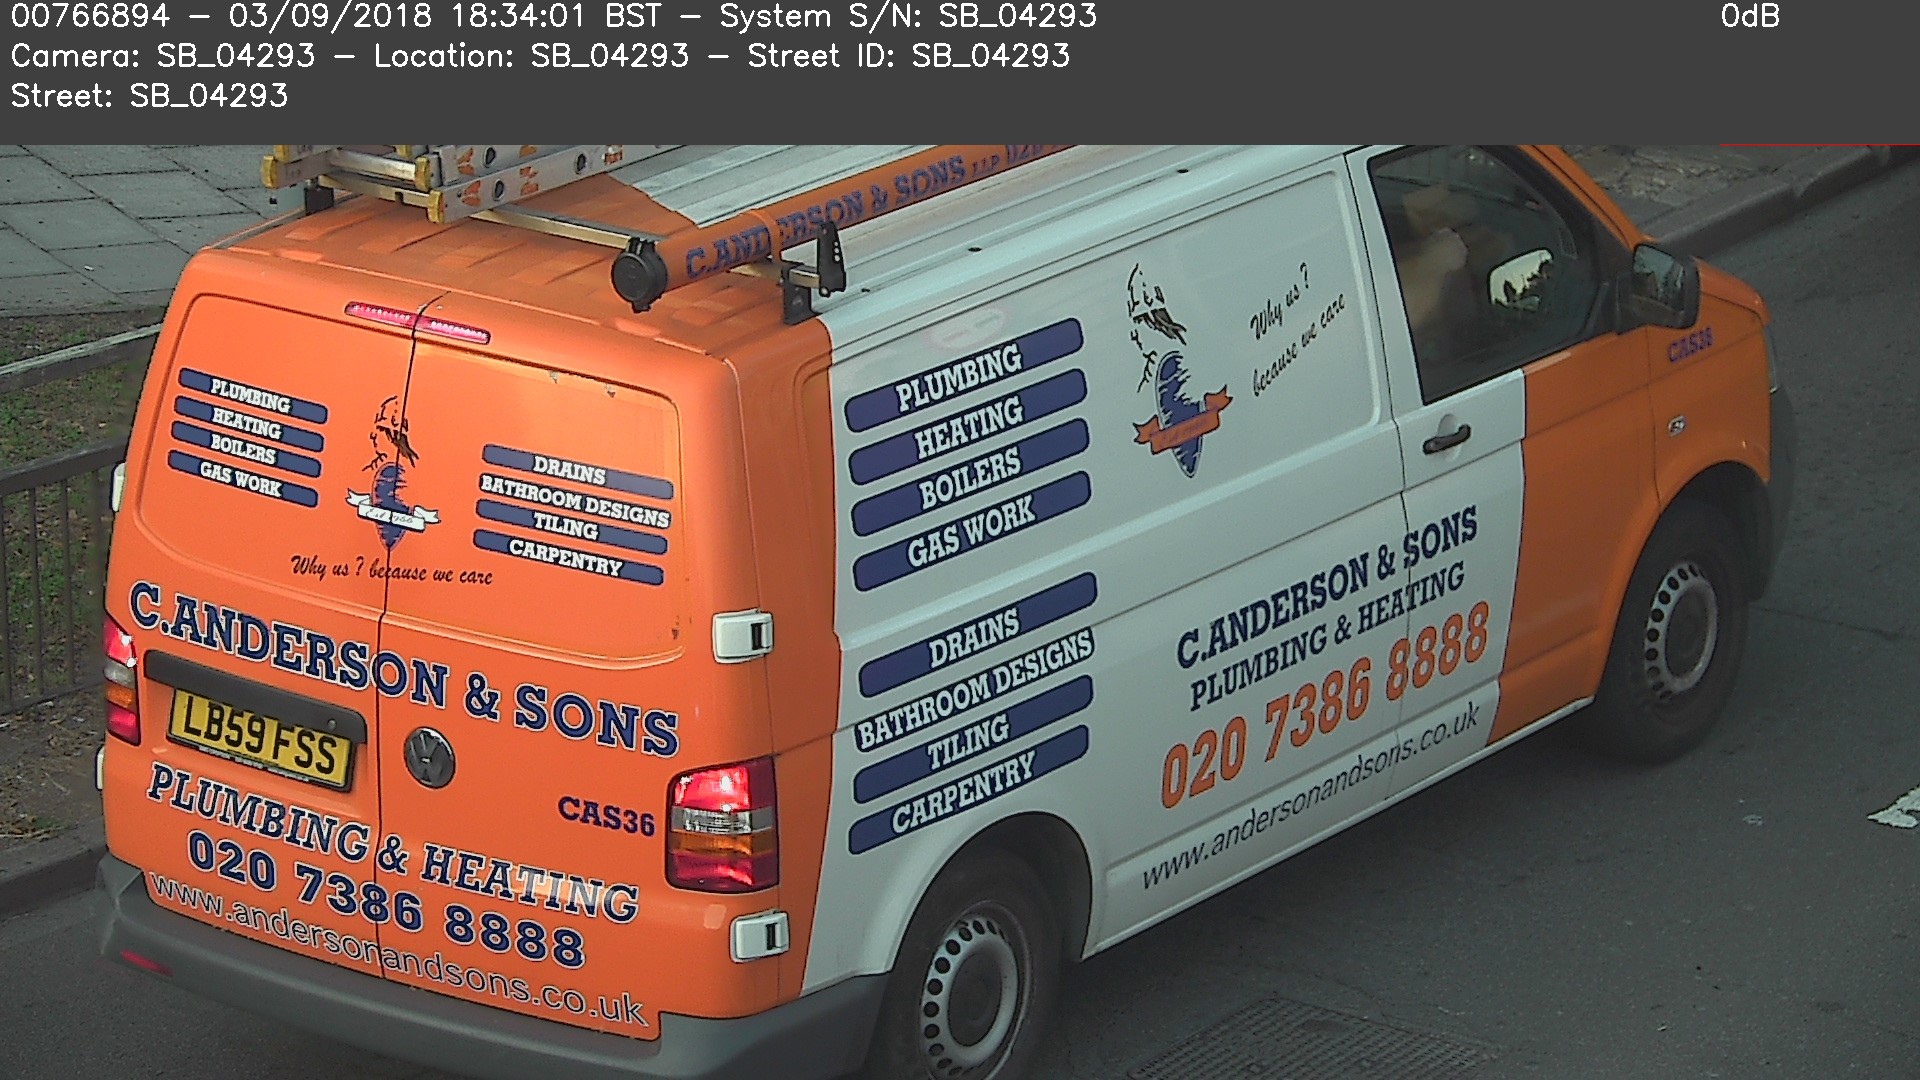 00766894 - 03/09/2018 18:34:01 BST - System S/N: SB_04293
0dB
Camera: SB_04293 - Location: SB_04293 - Street ID: SB_04293
Street: SB_04293
C.ANDERSON & SONS LLP 020
PLUMBING
HEATING
BOILERS
GAS WORK
DRAINS
BATHROOM DESIGNS
TILING
CARPENTRY
Why us? because we care
C.ANDERSON & SONS
LB59 FSS
PLUMBING & HEATING
CAS36
020 7386 8888
www.andersonandsons.co.uk
PLUMBING
HEATING
BOILERS
GAS WORK
DRAINS
BATHROOM DESIGNS
TILING
CARPENTRY
Why us?
because we care
C.ANDERSON & SONS
PLUMBING & HEATING
020 7386 8888
www.andersonandsons.co.uk
CAS36